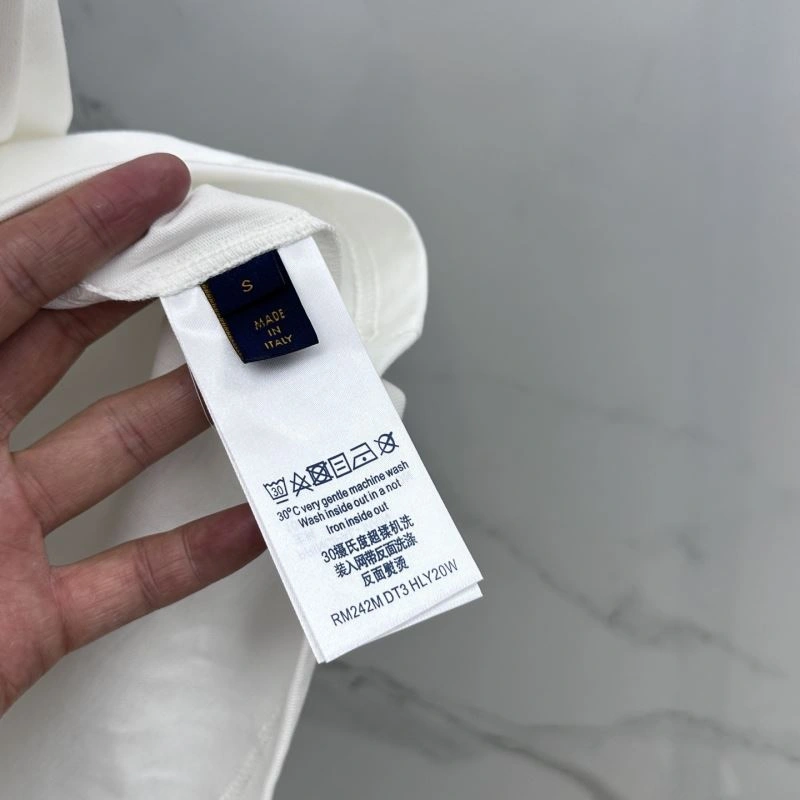 S
MADE
IN
ITALY
30
30°C very gentle machine wash
Wash inside out in a not
Iron inside out
30摄氏度超揉机洗
装入网带反面洗涤
反面熨烫
RM242M DT3 HLY20W